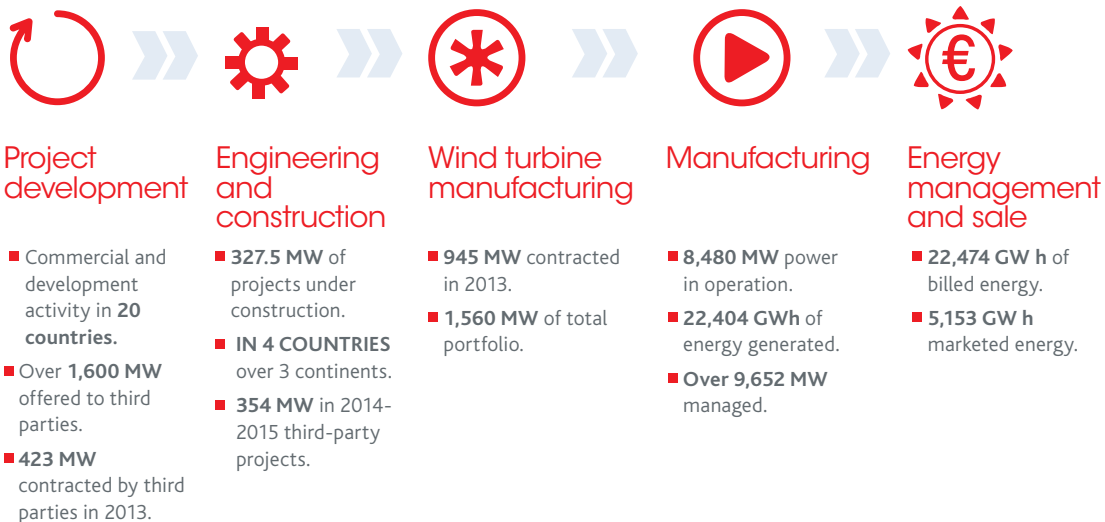 €
Project
development
■ Commercial and
development
activity in 20
countries.
■ Over 1,600 MW
offered to third
parties.
■ 423 MW
contracted by third
parties in 2013.
Engineering
and
construction
■ 327.5 MW of
projects under
construction.
■ IN 4 COUNTRIES
over 3 continents.
■ 354 MW in 2014-
2015 third-party
projects.
Wind turbine
manufacturing
■ 945 MW contracted
in 2013.
■ 1,560 MW of total
portfolio.
Manufacturing
■ 8,480 MW power
in operation.
■ 22,404 GWh of
energy generated.
■ Over 9,652 MW
managed.
Energy
management
and sale
■ 22,474 GW h of
billed energy.
■ 5,153 GW h
marketed energy.